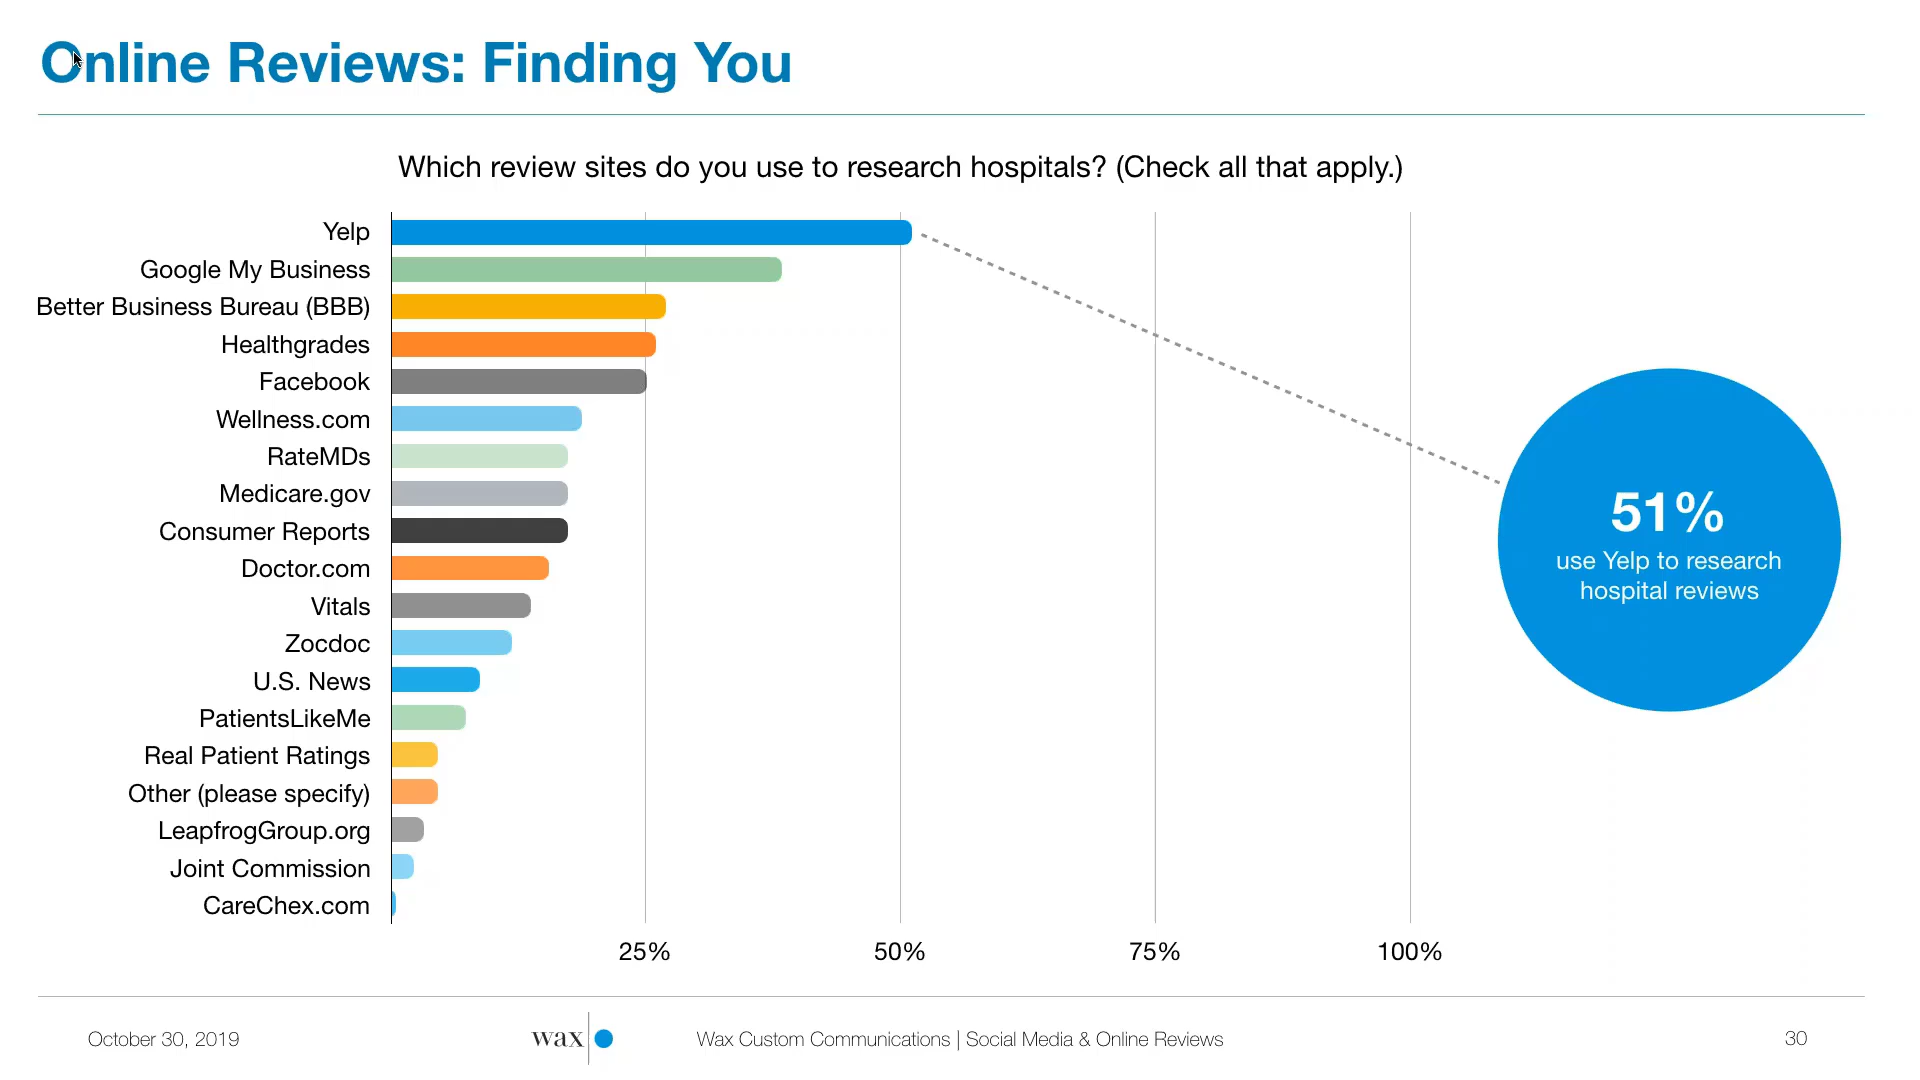 Online Reviews: Finding You
Which review sites do you use to research hospitals? (Check all that apply.)
Yelp
Google My Business
Better Business Bureau (BBB)
Healthgrades
Facebook
Wellness.com
RateMDs
Medicare.gov
Consumer Reports
Doctor.com
Vitals
Zocdoc
U.S. News
PatientsLikeMe
Real Patient Ratings
Other (please specify)
LeapfrogGroup.org
Joint Commission
CareChex.com
25% 50% 75% 100%
51%
use Yelp to research
hospital reviews
October 30, 2019
wax
Wax Custom Communications | Social Media & Online Reviews
30